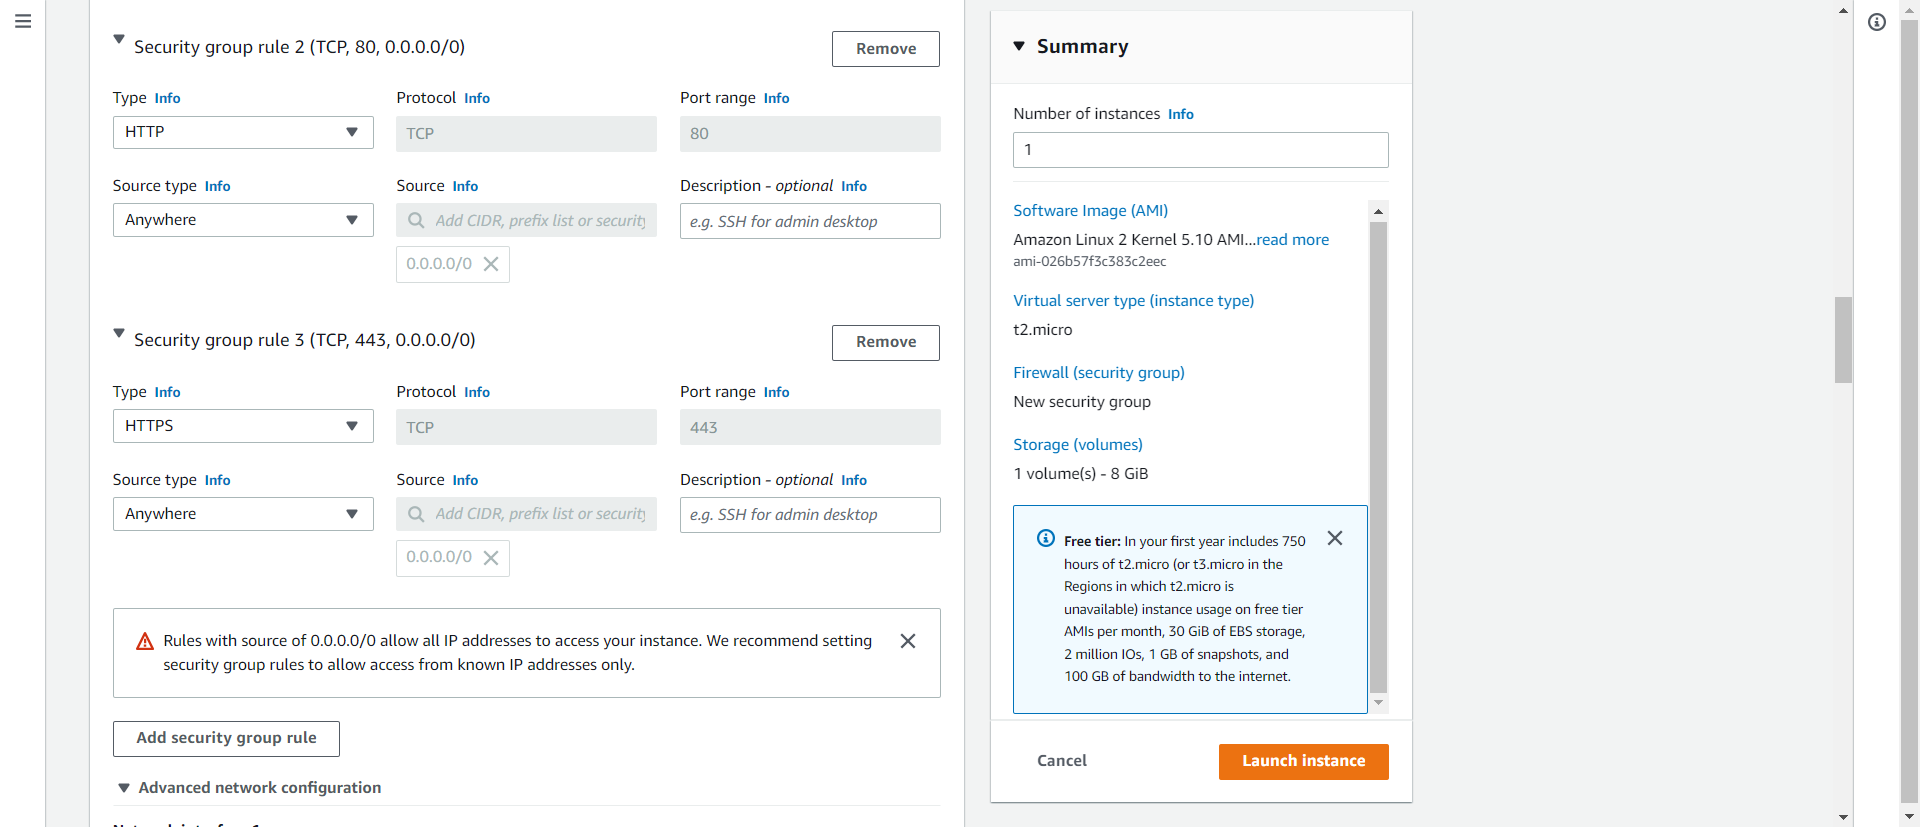 Security group rule 2 (TCP, 80, 0.0.0.0/0)
Remove
Type Info
Protocol Info
Port range Info
HTTP
TCP
80
Source type Info
Source Info
Description - optional Info
Anywhere
Add CIDR, prefix list or security
e.g. SSH for admin desktop
0.0.0.0/0
Security group rule 3 (TCP, 443, 0.0.0.0/0)
Remove
Type Info
Protocol Info
Port range Info
HTTPS
TCP
443
Source type Info
Source Info
Description - optional Info
Anywhere
Add CIDR, prefix list or security
e.g. SSH for admin desktop
0.0.0.0/0
Rules with source of 0.0.0.0/0 allow all IP addresses to access your instance. We recommend setting
security group rules to allow access from known IP addresses only.
Add security group rule
Advanced network configuration
Summary
Number of instances Info
1
Software Image (AMI)
Amazon Linux 2 Kernel 5.10 AMI...read more
ami-026b57f3c383c2eec
Virtual server type (instance type)
t2.micro
Firewall (security group)
New security group
Storage (volumes)
1 volume(s) - 8 GiB
Free tier: In your first year includes 750
hours of t2.micro (or t3.micro in the
Regions in which t2.micro is
unavailable) instance usage on free tier
AMIs per month, 30 GiB of EBS storage,
2 million IOs, 1 GB of snapshots, and
100 GB of bandwidth to the internet.
Cancel
Launch instance